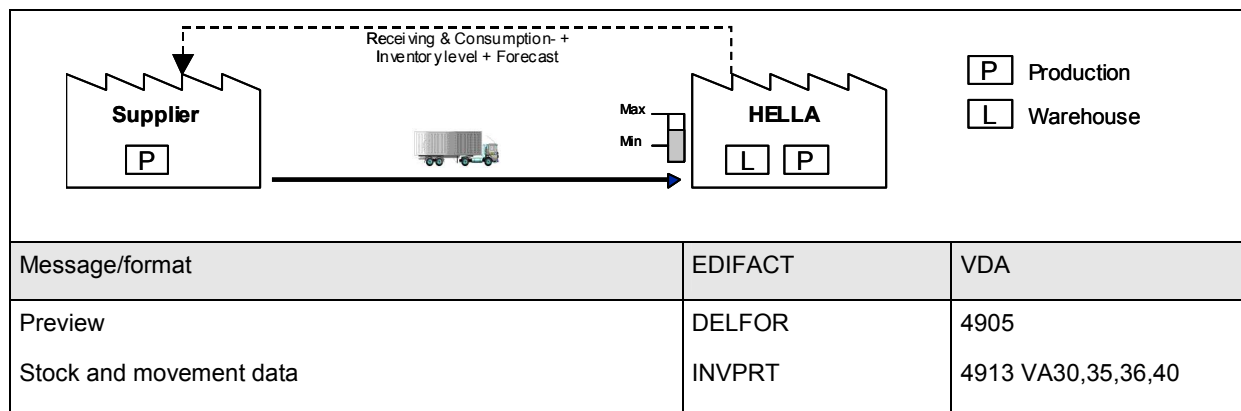 Receiving & Consumption- +
Inventory level + Forecast
Supplier
P
Max
Min
HELLA
L P
P Production
L Warehouse
Message/format EDIFACT VDA
Preview DELFOR 4905
Stock and movement data INVPRT 4913 VA30,35,36,40